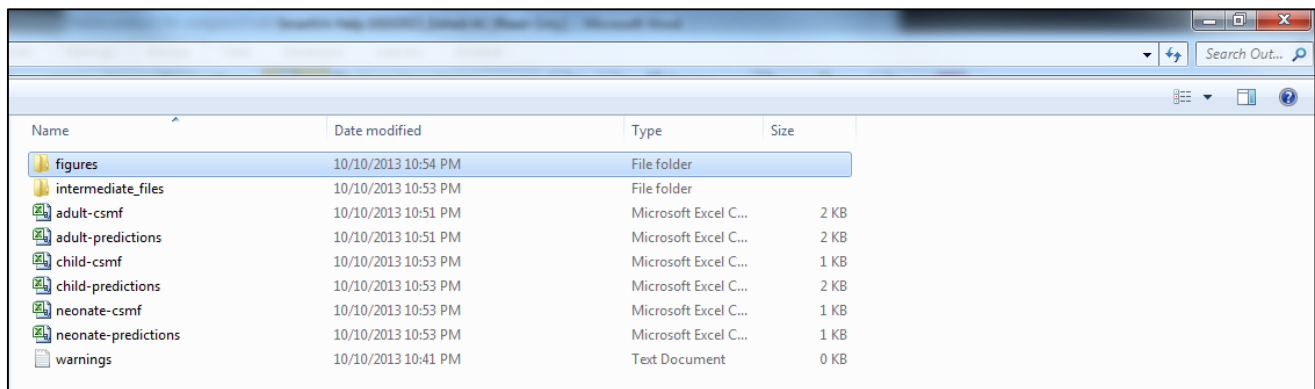 Search Out...
Name Date modified Type Size
figures 10/10/2013 10:54 PM File folder
intermediate_files 10/10/2013 10:53 PM File folder
adult-csmf 10/10/2013 10:51 PM Microsoft Excel C... 2 KB
adult-predictions 10/10/2013 10:51 PM Microsoft Excel C... 2 KB
child-csmf 10/10/2013 10:53 PM Microsoft Excel C... 1 KB
child-predictions 10/10/2013 10:53 PM Microsoft Excel C... 2 KB
neonate-csmf 10/10/2013 10:53 PM Microsoft Excel C... 1 KB
neonate-predictions 10/10/2013 10:53 PM Microsoft Excel C... 1 KB
warnings 10/10/2013 10:41 PM Text Document 0 KB